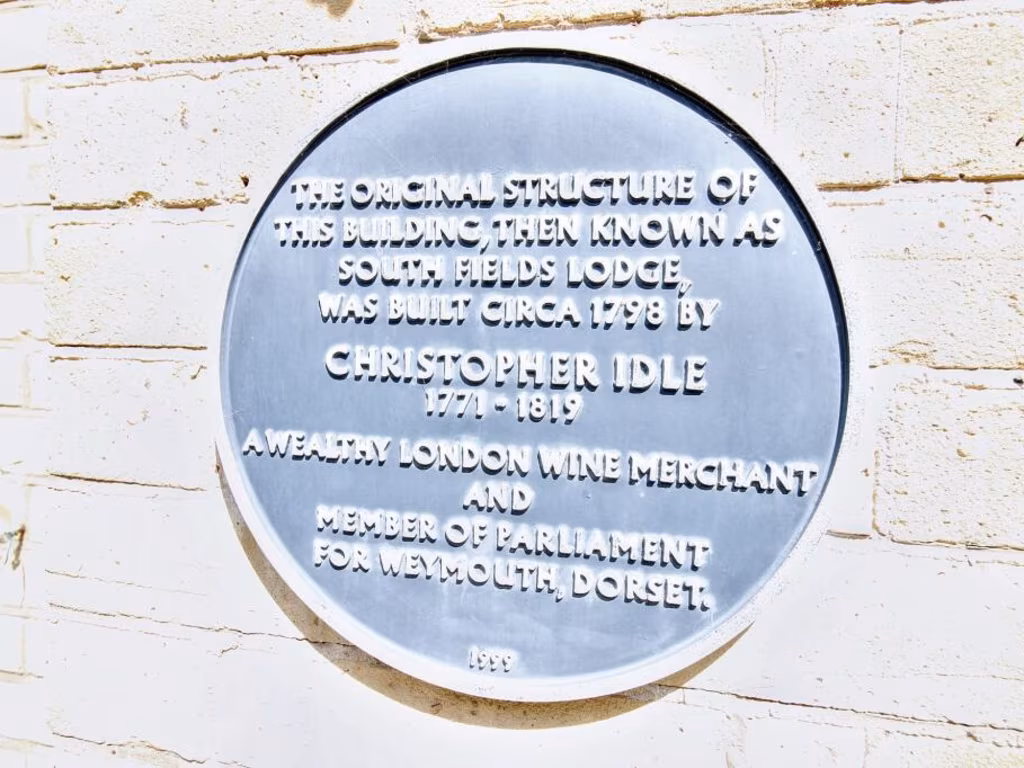 THE ORIGINAL STRUCTURE OF
THIS BUILDING, THEN KNOWN AS
SOUTH FIELDS LODGE,
WAS BUILT CIRCA 1798 BY
CHRISTOPHER IDLE
1771 - 1819
A WEALTHY LONDON WINE MERCHANT
AND
MEMBER OF PARLIAMENT
FOR WEYMOUTH, DORSET.
1999